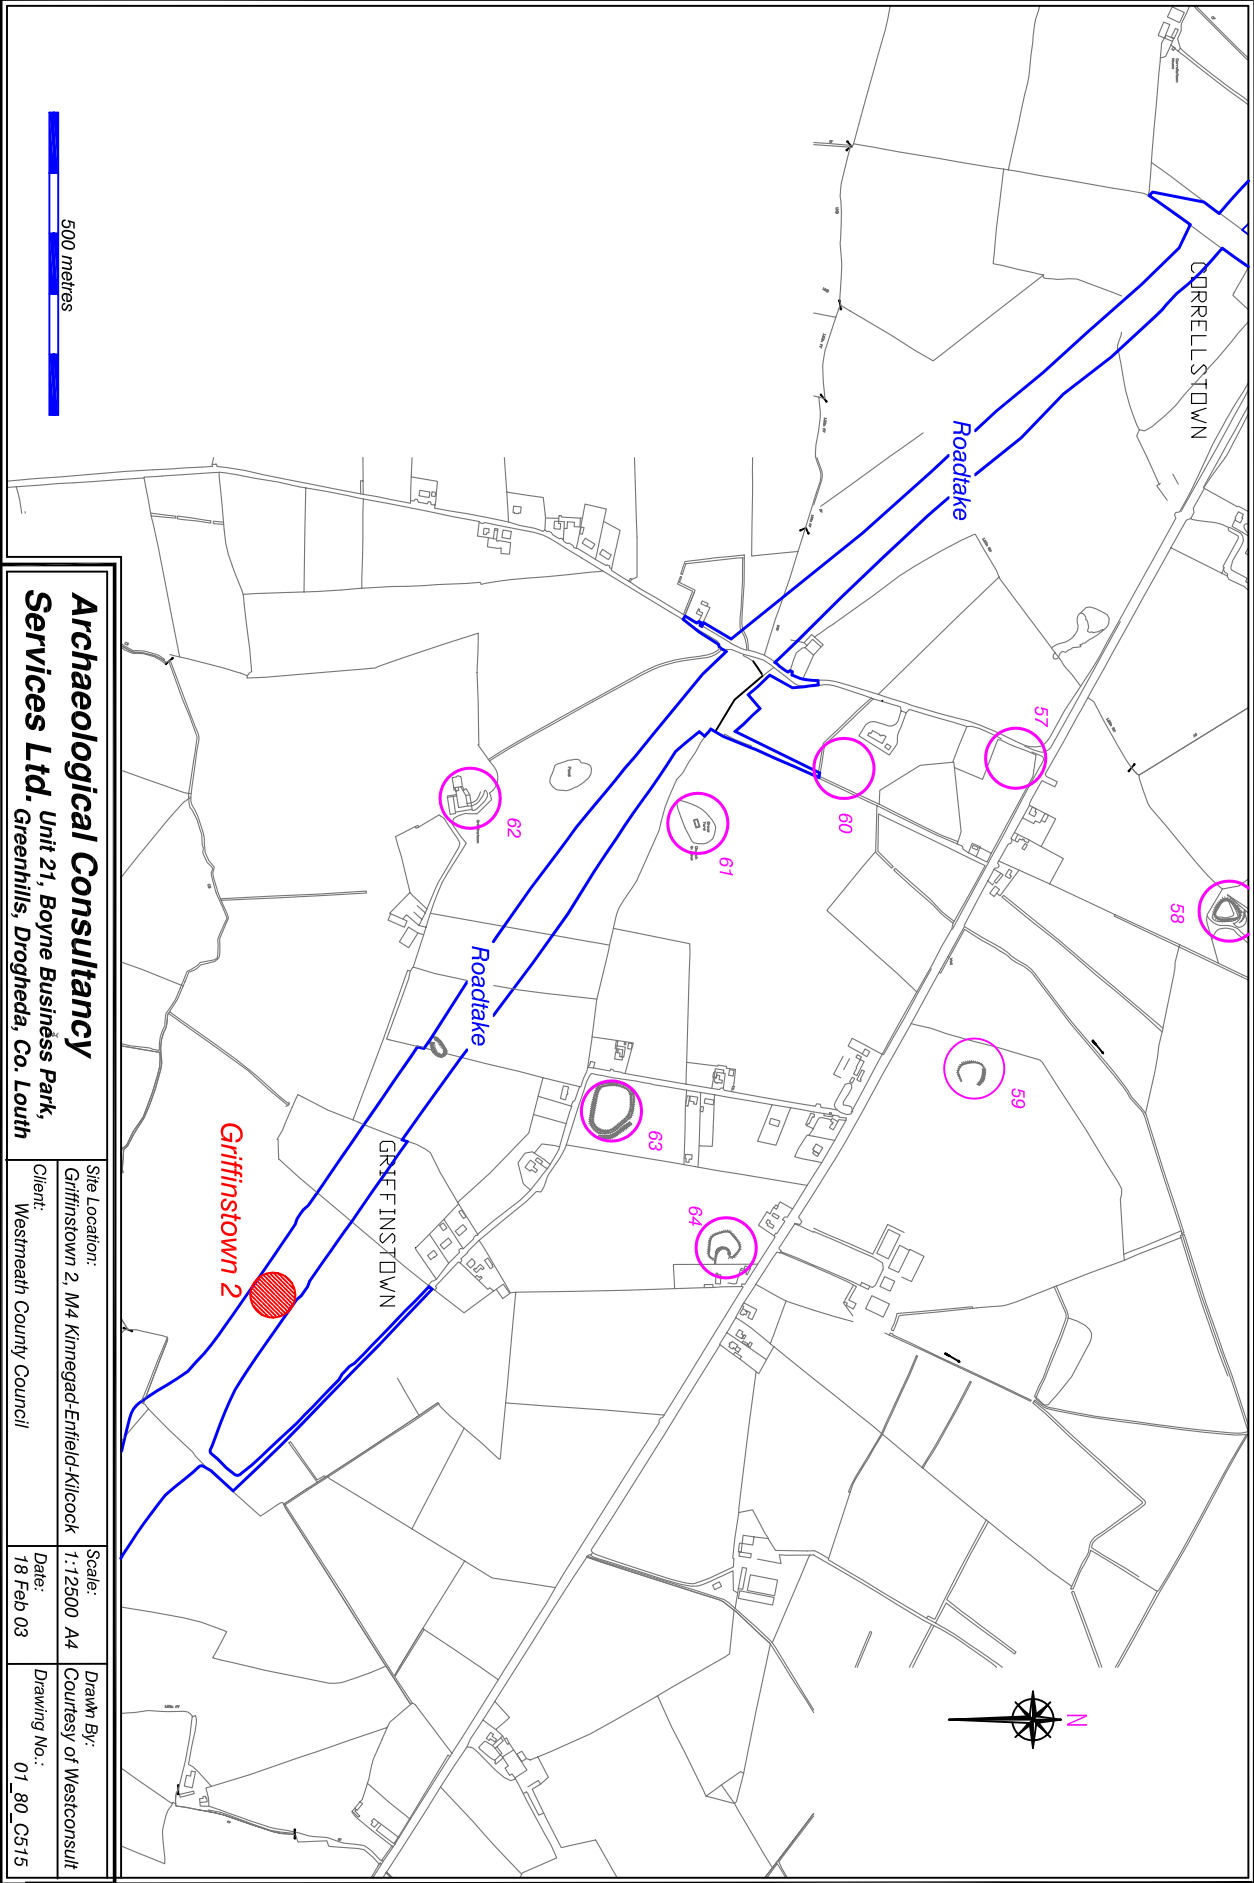 CORRELLSTOWN
Roadtake
57
58
60
61
59
62
Pond
Roadtake
63
64
GRIFFINSTOWN
Griffinstown 2
N
500 metres
Archaeological Consultancy
Services Ltd. Unit 21, Boyne Business Park,
Greenhills, Drogheda, Co. Louth
Site Location:
Griffinstown 2, M4 Kinnegad-Enfield-Kilcock
Client:
Westmeath County Council
Scale:
1:12500 A4
Date:
18 Feb 03
Drawn By:
Courtesy of Westconsult
Drawing No.:
01_80_C515